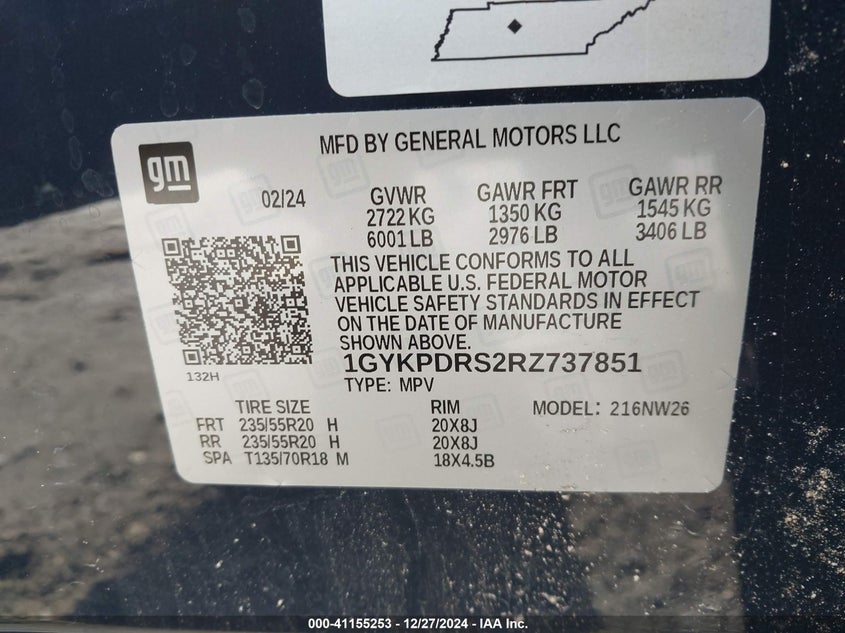 MFD BY GENERAL MOTORS LLC
gm
02/24 GVWR GAWR FRT GAWR RR
2722 KG 1350 KG 1545 KG
6001 LB 2976 LB 3406 LB
THIS VEHICLE CONFORMS TO ALL
APPLICABLE U.S. FEDERAL MOTOR
VEHICLE SAFETY STANDARDS IN EFFECT
ON THE DATE OF MANUFACTURE
SHOWN ABOVE.
1GYKPDRS2RZ737851
132H
TYPE: MPV
TIRE SIZE RIM MODEL: 216NW26
FRT 235/55R20 H 20X8J
RR 235/55R20 H 20X8J
SPA T135/70R18 M 18X4.5B
000-41155253 - 12/27/2024 - IAA Inc.